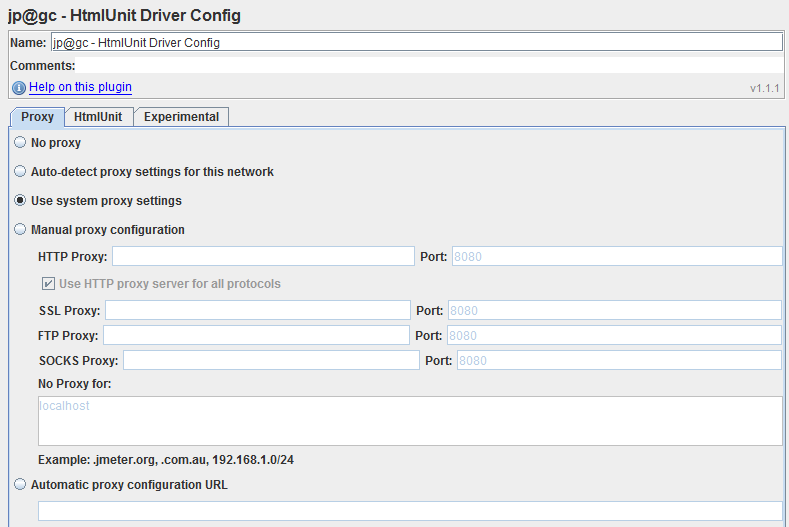 jp@gc - HtmlUnit Driver Config
Name: jp@gc - HtmlUnit Driver Config
Comments:
Help on this plugin v1.1.1
Proxy HtmlUnit Experimental
No proxy
Auto-detect proxy settings for this network
Use system proxy settings
Manual proxy configuration
HTTP Proxy: Port: 8080
Use HTTP proxy server for all protocols
SSL Proxy: Port: 8080
FTP Proxy: Port: 8080
SOCKS Proxy: Port: 8080
No Proxy for:
localhost
Example: .jmeter.org, .com.au, 192.168.1.0/24
Automatic proxy configuration URL